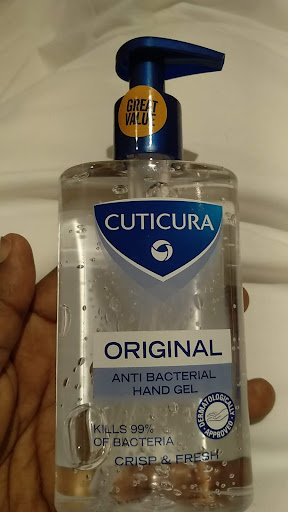 GREAT
VALUE
CUTICURA
ORIGINAL
ANTI BACTERIAL
HAND GEL
DERMATOLOGICALLY
APPROVED
KILLS 99%
OF BACTERIA
CRISP & FRESH